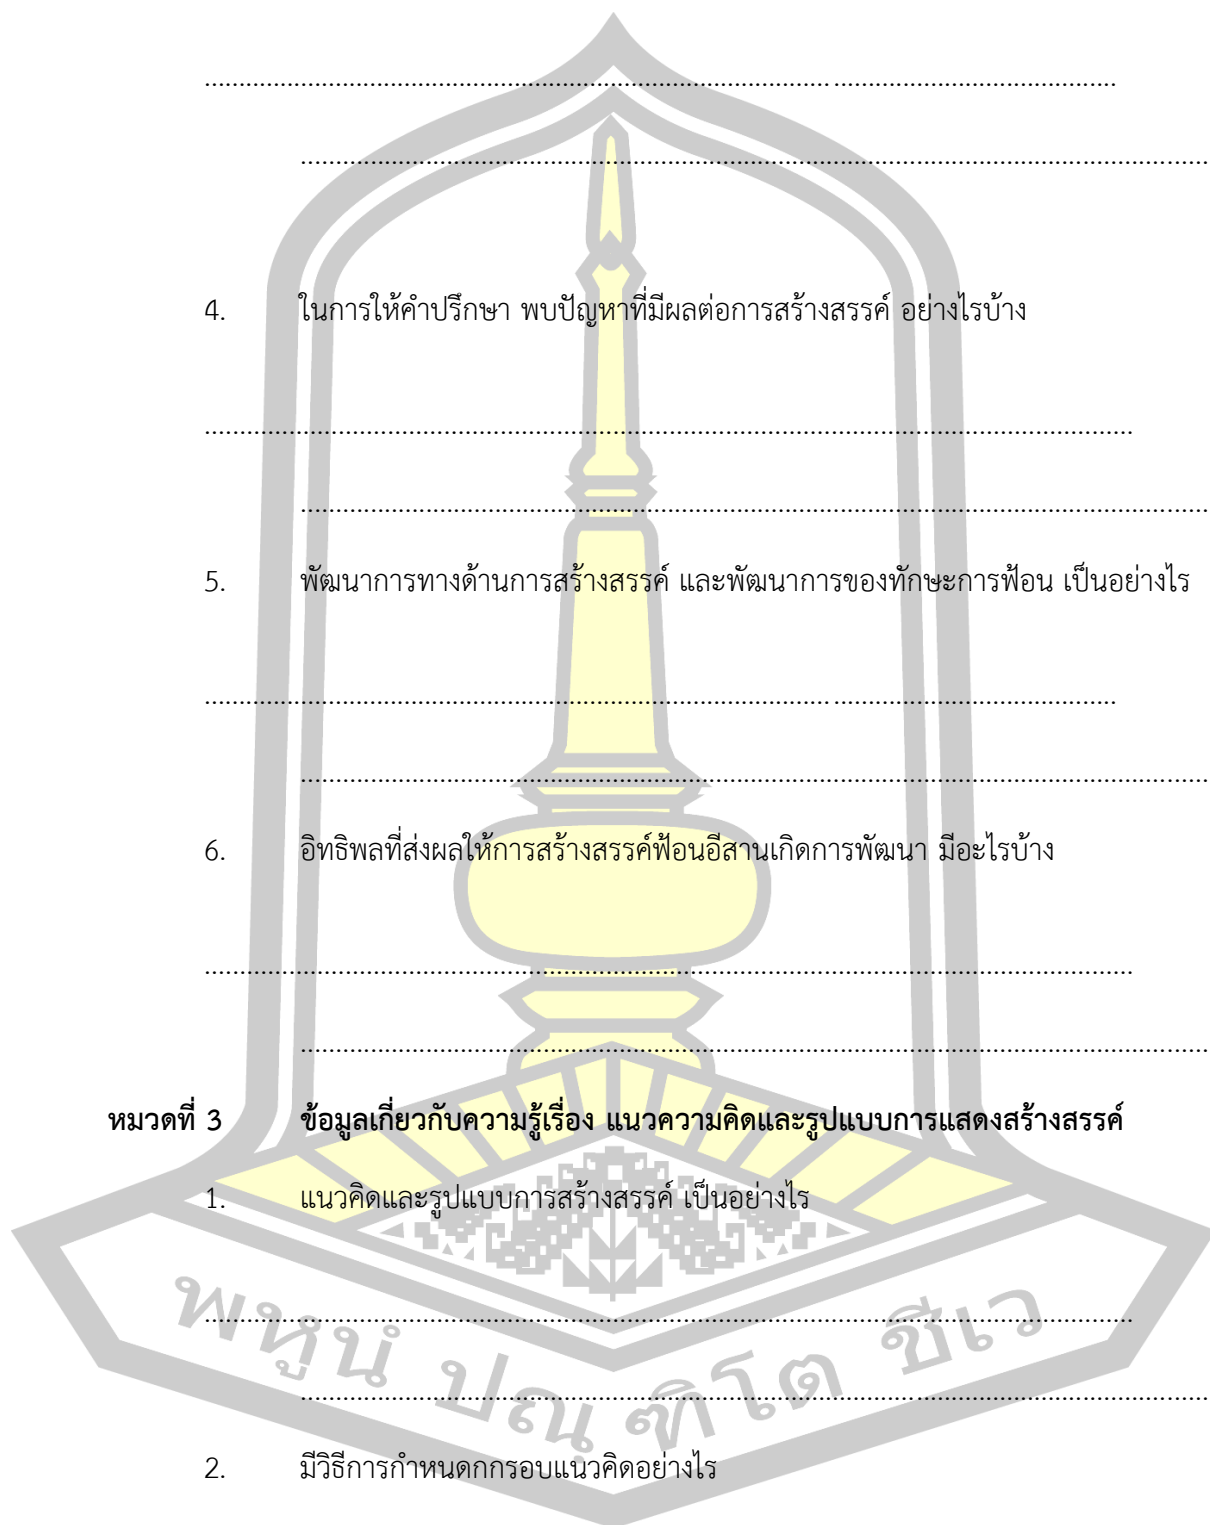 ................................................................................................................................
................................................................................................................................
4. ในการให้คำปรึกษา พบปัญหาที่มีผลต่อการสร้างสรรค์ อย่างไรบ้าง
................................................................................................................................
................................................................................................................................
5. พัฒนาการทางด้านการสร้างสรรค์ และพัฒนาการของทักษะการฟ้อน เป็นอย่างไร
................................................................................................................................
................................................................................................................................
6. อิทธิพลที่ส่งผลให้การสร้างสรรค์ฟ้อนอีสานเกิดการพัฒนา มีอะไรบ้าง
................................................................................................................................
................................................................................................................................
หมวดที่ 3 ข้อมูลเกี่ยวกับความรู้เรื่อง แนวความคิดและรูปแบบการแสดงสร้างสรรค์
1. แนวคิดและรูปแบบการสร้างสรรค์ เป็นอย่างไร
................................................................................................................................
................................................................................................................................
พหูนํ ปณฺฑิโต ชีเว
2. มีวิธีการกำหนดกกรอบแนวคิดอย่างไร